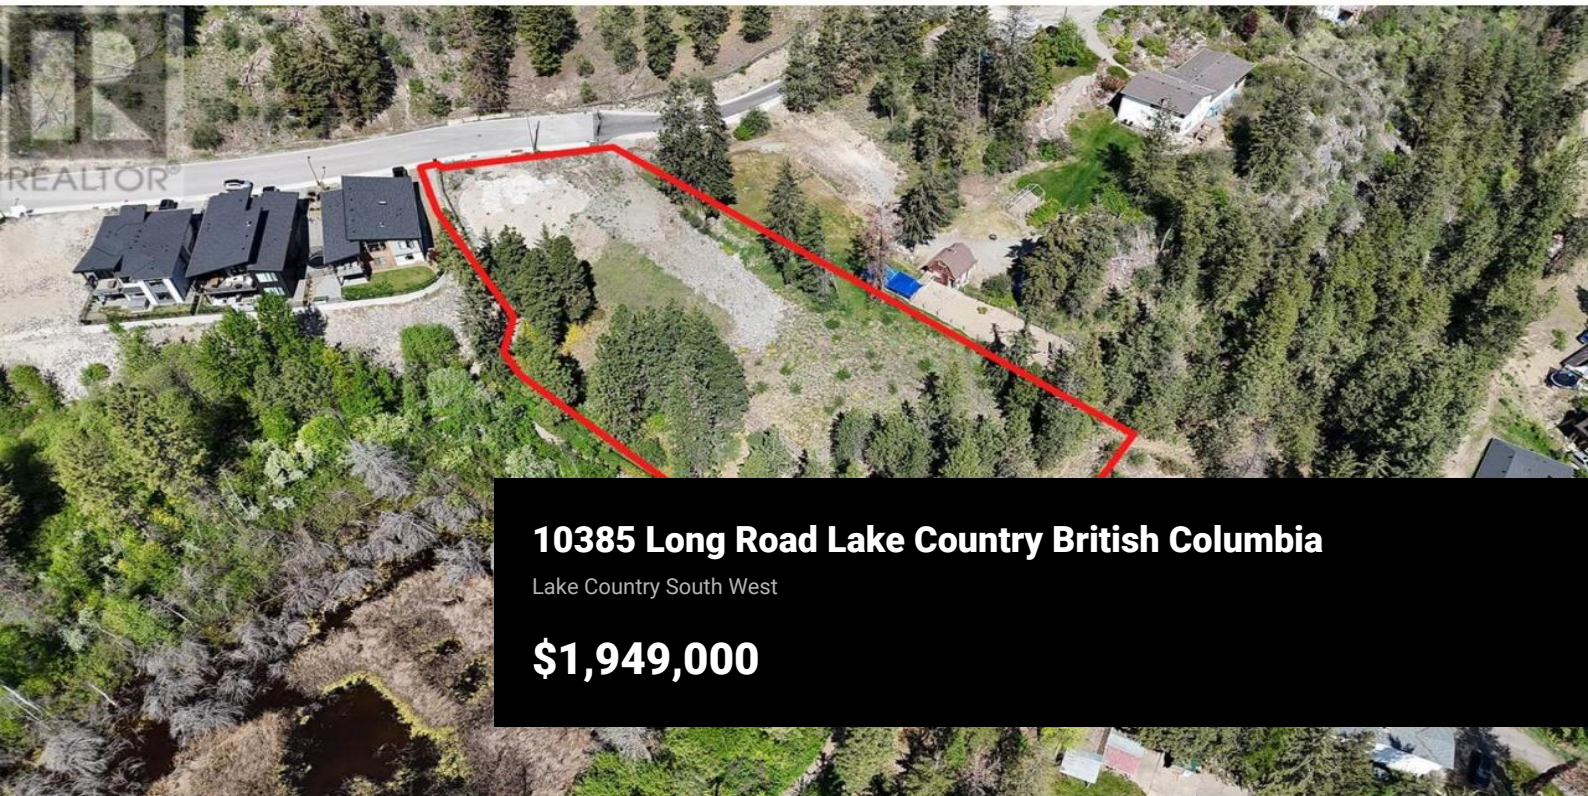 REALTOR®
10385 Long Road Lake Country British Columbia
Lake Country South West
$1,949,000